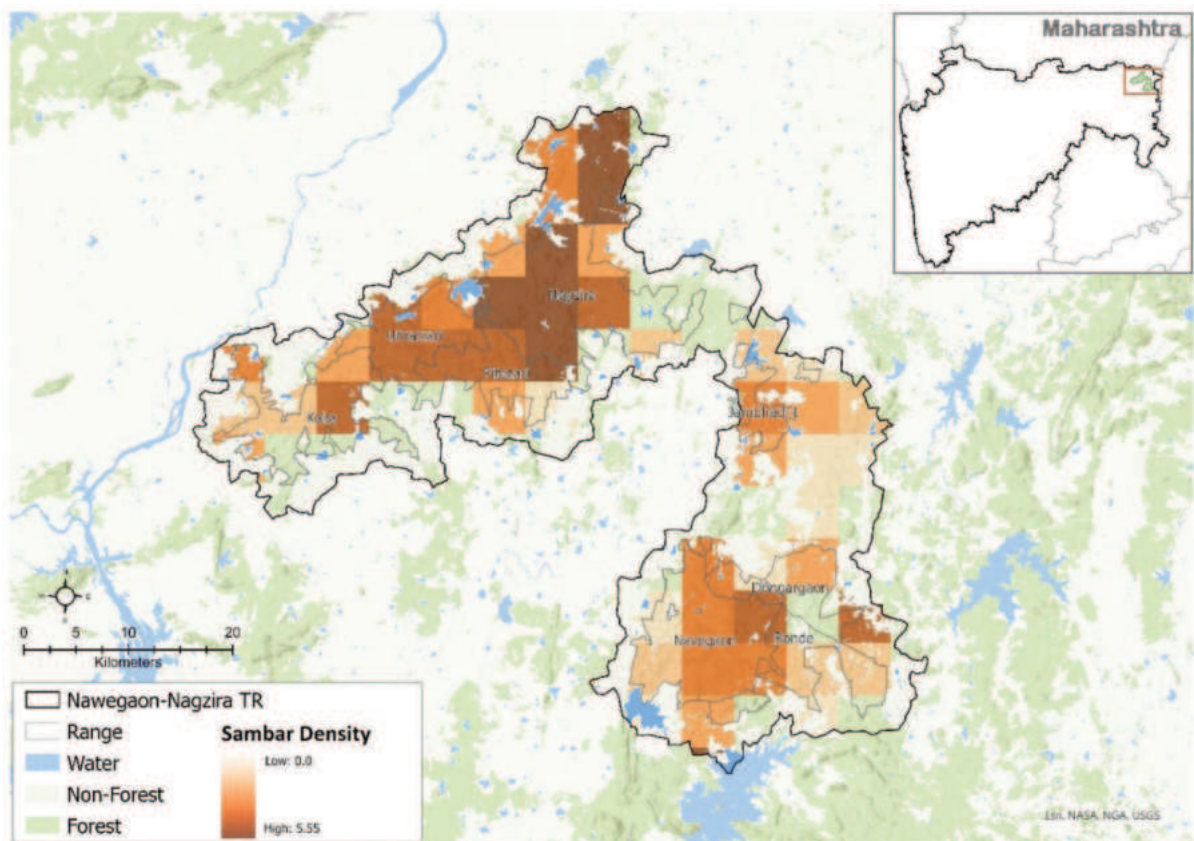 Maharashtra
Nagzira
Umarzari
Pitezari
Koka
Jambhadi 1
Dongargaon
Navegaon
Bonde
0 5 10 20
Kilometers
Nawegaon-Nagzira TR
Range
Water
Non-Forest
Forest
Sambar Density
Low: 0.0
High: 5.55
Esri, NASA, NGA, USGS